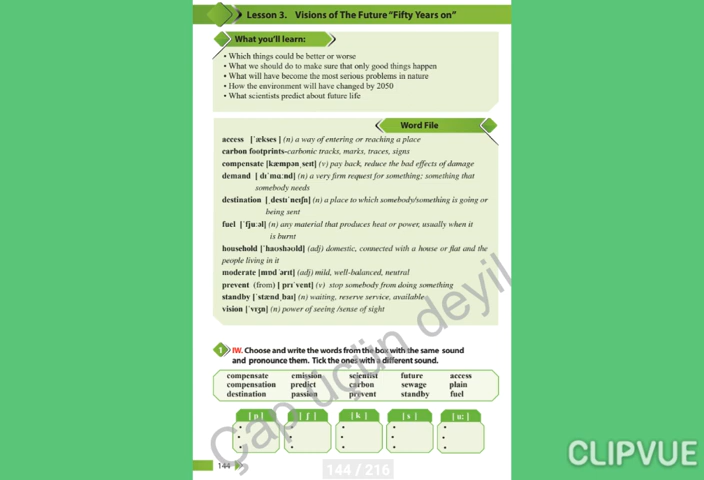 Lesson 3. Visions of The Future "Fifty Years on"
What you'll learn:
• Which things could be better or worse
• What we should do to make sure that only good things happen
• What will have become the most serious problems in nature
• How the environment will have changed by 2050
• What scientists predict about future life
Word File
access [ˈækses] (n) a way of entering or reaching a place
carbon footprints-carbonic tracks, marks, traces, signs
compensate [kæmpənˌseıt] (v) pay back, reduce the bad effects of damage
demand [ dıˈmɑ:nd] (n) a very firm request for something; something that
somebody needs
destination [ˌdestıˈneıʃn] (n) a place to which somebody/something is going or
being sent
fuel [ˈfju:əl] (n) any material that produces heat or power, usually when it
is burnt
household [ˈhaʊshəʊld] (adj) domestic, connected with a house or flat and the
people living in it
moderate [mɒdˈərıt] (adj) mild, well-balanced, neutral
prevent (from) [ prıˈvent] (v) stop somebody from doing something
standby [ˈstændˌbaı] (n) waiting, reserve service, available
vision [ˈvıʒn] (n) power of seeing /sense of sight
1 IW. Choose and write the words from the box with the same sound
and pronounce them. Tick the ones with a different sound.
compensate emission scientist future access
compensation predict carbon sewage plain
destination passion prevent standby fuel
[ p ] [ ʃ ] [ k ] [ s ] [ u: ]
144
Çap üçün deyil
144 / 216
CLIPVUE